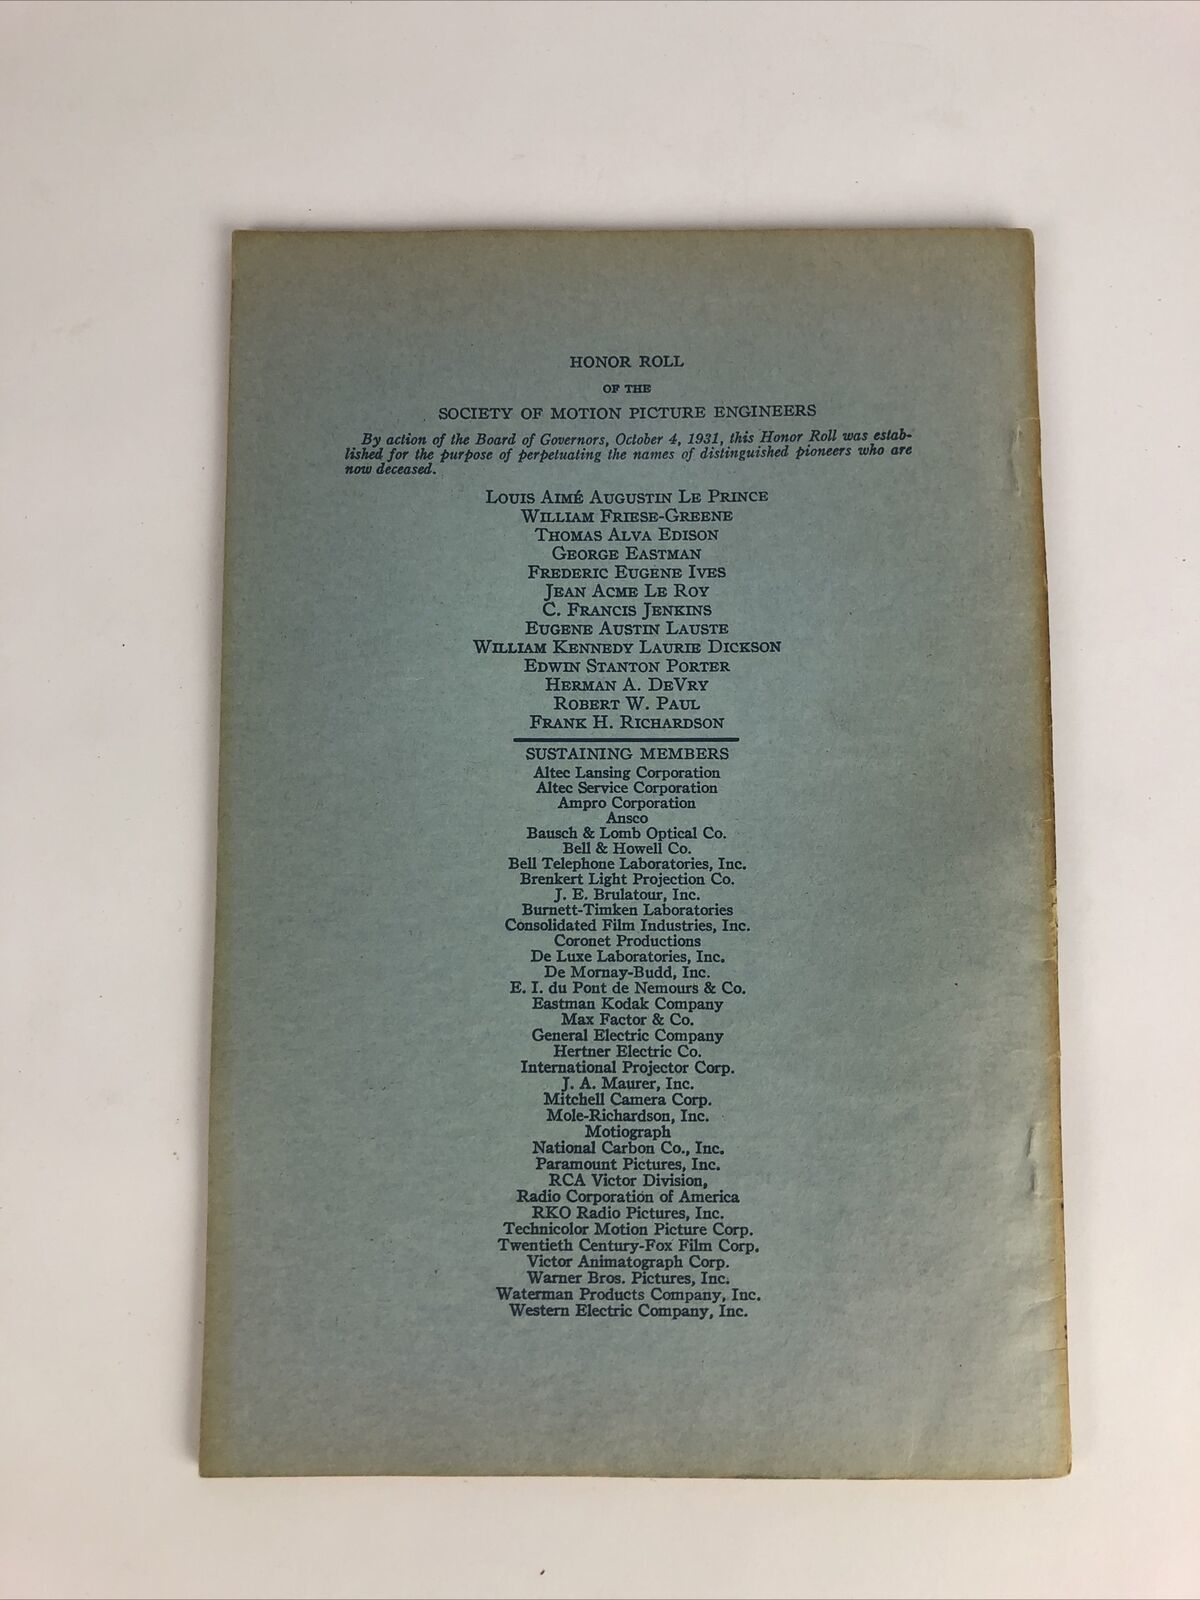 HONOR ROLL
OF THE
SOCIETY OF MOTION PICTURE ENGINEERS
By action of the Board of Governors, October 4, 1931, this Honor Roll was estab-
lished for the purpose of perpetuating the names of distinguished pioneers who are
now deceased.
LOUIS AIMÉ AUGUSTIN LE PRINCE
WILLIAM FRIESE-GREENE
THOMAS ALVA EDISON
GEORGE EASTMAN
FREDERIC EUGENE IVES
JEAN ACME LE ROY
C. FRANCIS JENKINS
EUGENE AUSTIN LAUSTE
WILLIAM KENNEDY LAURIE DICKSON
EDWIN STANTON PORTER
HERMAN A. DEVRY
ROBERT W. PAUL
FRANK H. RICHARDSON
SUSTAINING MEMBERS
Altec Lansing Corporation
Altec Service Corporation
Ampro Corporation
Ansco
Bausch & Lomb Optical Co.
Bell & Howell Co.
Bell Telephone Laboratories, Inc.
Brenkert Light Projection Co.
J. E. Brulatour, Inc.
Burnett-Timken Laboratories
Consolidated Film Industries, Inc.
Coronet Productions
De Luxe Laboratories, Inc.
De Mornay-Budd, Inc.
E. I. du Pont de Nemours & Co.
Eastman Kodak Company
Max Factor & Co.
General Electric Company
Hertner Electric Co.
International Projector Corp.
J. A. Maurer, Inc.
Mitchell Camera Corp.
Mole-Richardson, Inc.
Motiograph
National Carbon Co., Inc.
Paramount Pictures, Inc.
RCA Victor Division,
Radio Corporation of America
RKO Radio Pictures, Inc.
Technicolor Motion Picture Corp.
Twentieth Century-Fox Film Corp.
Victor Animatograph Corp.
Warner Bros. Pictures, Inc.
Waterman Products Company, Inc.
Western Electric Company, Inc.